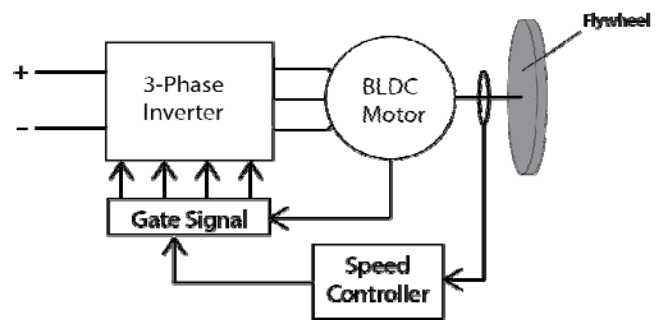 Flywheel
+
3-Phase
Inverter
BLDC
Motor
−
Gate Signal
Speed
Controller